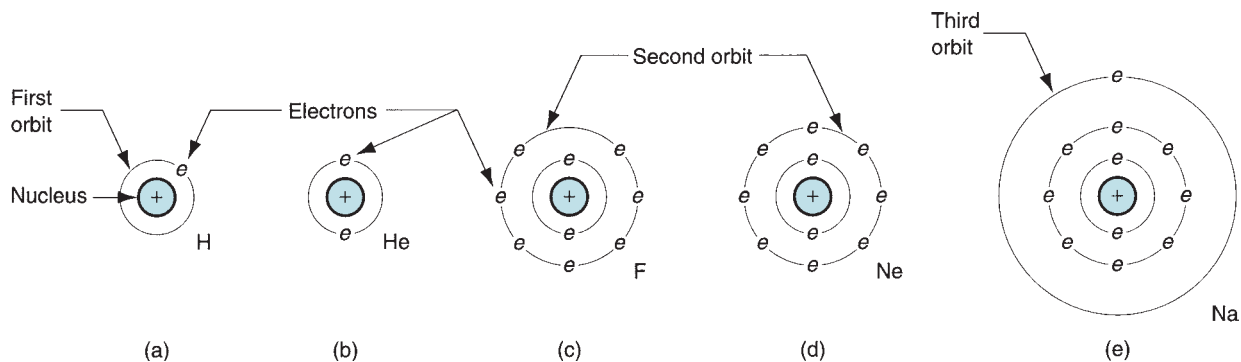 First
orbit
Nucleus
Electrons
Second orbit
Third
orbit
e
+
H
e
+
e
He
e e
e
e + e
e
e e
e
F
e
e e
e
e + e
e
e e
e
Ne
e
e
e e
e
e + e
e
e e
e
Na
(a) (b) (c) (d) (e)